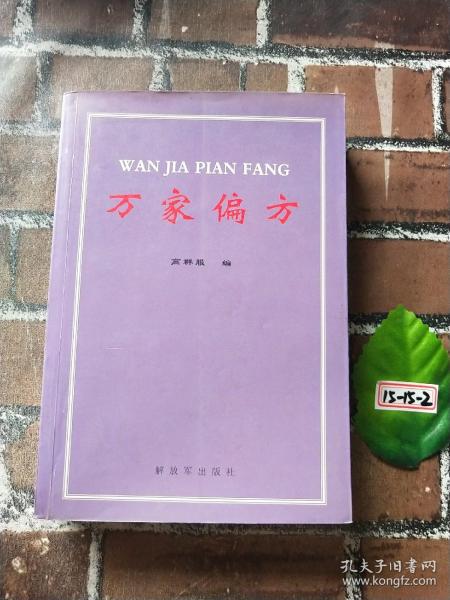 WAN JIA PIAN FANG
万家偏方
高群服 编
解放军出版社
15-15-2
孔夫子旧书网
www.kongfz.com